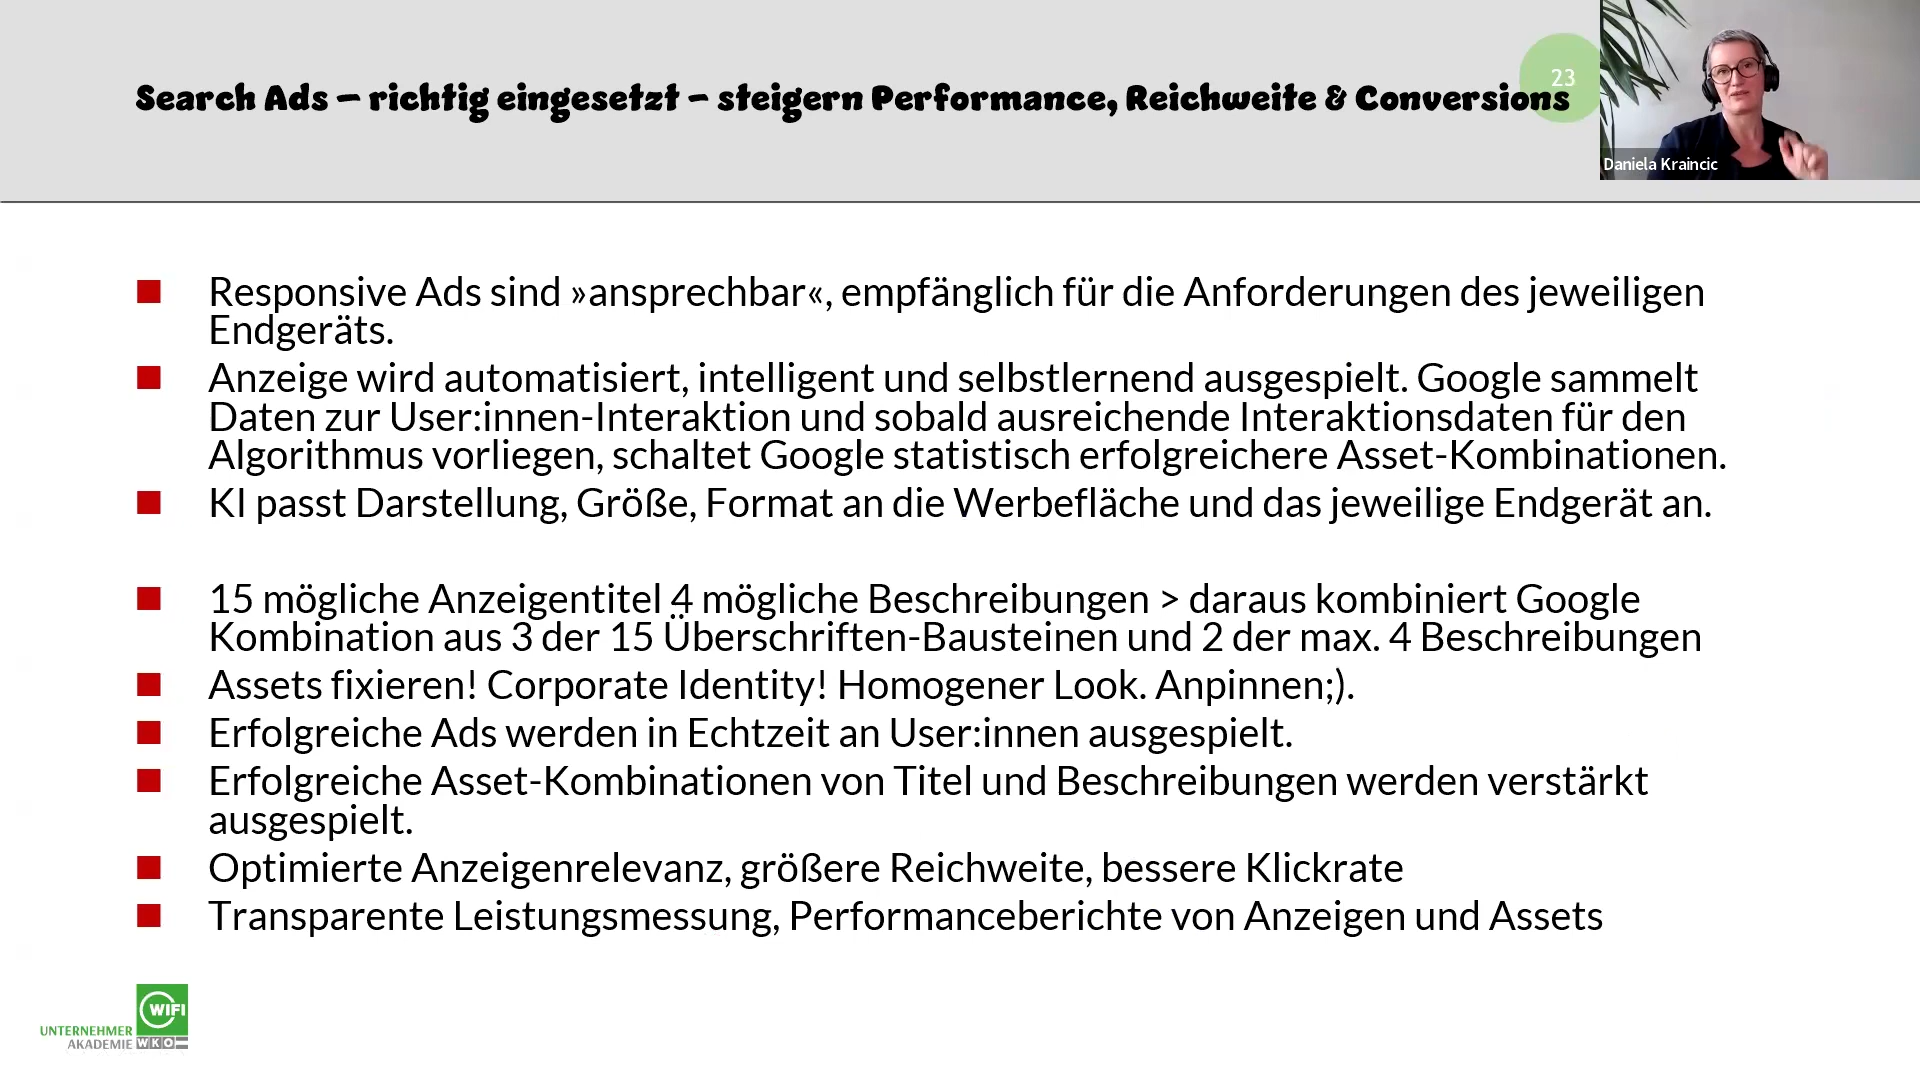 Search Ads – richtig eingesetzt – steigern Performance, Reichweite & Conversions
23
Daniela Kraincic
Responsive Ads sind »ansprechbar«, empfänglich für die Anforderungen des jeweiligen
Endgeräts.
Anzeige wird automatisiert, intelligent und selbstlernend ausgespielt. Google sammelt
Daten zur User:innen-Interaktion und sobald ausreichende Interaktionsdaten für den
Algorithmus vorliegen, schaltet Google statistisch erfolgreichere Asset-Kombinationen.
KI passt Darstellung, Größe, Format an die Werbefläche und das jeweilige Endgerät an.
15 mögliche Anzeigentitel 4 mögliche Beschreibungen > daraus kombiniert Google
Kombination aus 3 der 15 Überschriften-Bausteinen und 2 der max. 4 Beschreibungen
Assets fixieren! Corporate Identity! Homogener Look. Anpinnen;).
Erfolgreiche Ads werden in Echtzeit an User:innen ausgespielt.
Erfolgreiche Asset-Kombinationen von Titel und Beschreibungen werden verstärkt
ausgespielt.
Optimierte Anzeigenrelevanz, größere Reichweite, bessere Klickrate
Transparente Leistungsmessung, Performanceberichte von Anzeigen und Assets
WIFI
UNTERNEHMER
AKADEMIE WKO